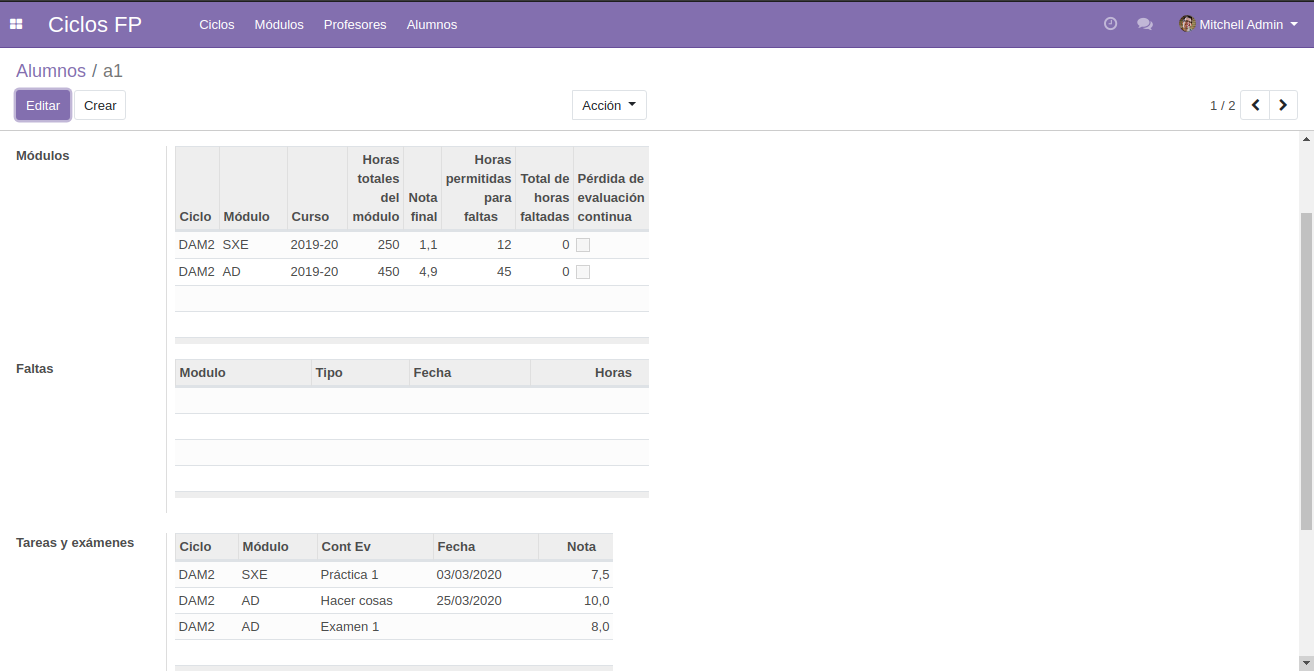 Ciclos FP Ciclos Módulos Profesores Alumnos Mitchell Admin
Alumnos / a1
Editar Crear Acción 1 / 2
Módulos
Ciclo Módulo Curso Horas totales del módulo Nota final Horas permitidas para faltas Total de horas faltadas Pérdida de evaluación continua
DAM2 SXE 2019-20 250 1,1 12 0
DAM2 AD 2019-20 450 4,9 45 0
Faltas
Modulo Tipo Fecha Horas
Tareas y exámenes
Ciclo Módulo Cont Ev Fecha Nota
DAM2 SXE Práctica 1 03/03/2020 7,5
DAM2 AD Hacer cosas 25/03/2020 10,0
DAM2 AD Examen 1 8,0